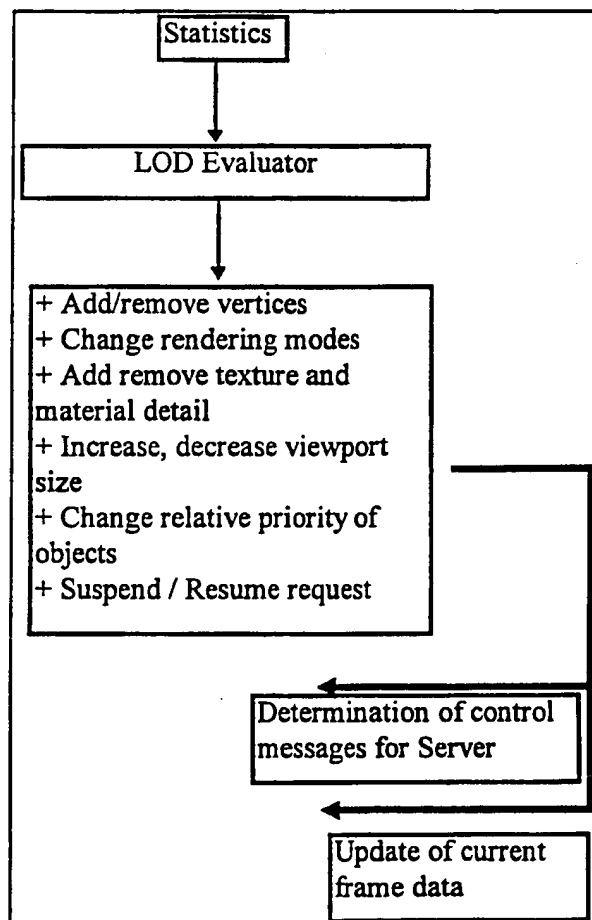 Statistics
LOD Evaluator
+ Add/remove vertices
+ Change rendering modes
+ Add remove texture and
material detail
+ Increase, decrease viewport
size
+ Change relative priority of
objects
+ Suspend / Resume request
Determination of control
messages for Server
Update of current
frame data